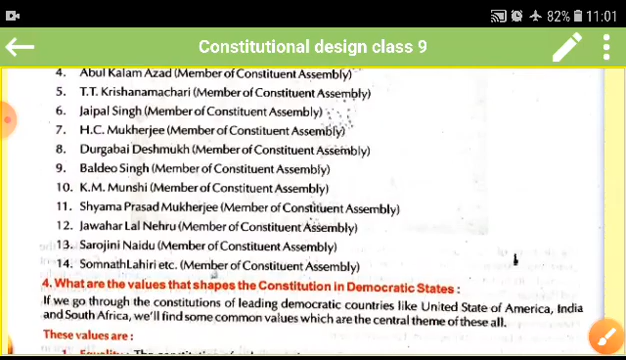 82% 11:01
Constitutional design class 9
4. Abul Kalam Azad (Member of Constituent Assembly)
5. T.T. Krishanamachari (Member of Constituent Assembly)
6. Jaipal Singh (Member of Constituent Assembly)
7. H.C. Mukherjee (Member of Constituent Assembly)
8. Durgabai Deshmukh (Member of Constituent Assembly)
9. Baldeo Singh (Member of Constituent Assembly)
10. K.M. Munshi (Member of Constituent Assembly)
11. Shyama Prasad Mukherjee (Member of Constituent Assembly)
12. Jawahar Lal Nehru (Member of Constituent Assembly)
13. Sarojini Naidu (Member of Constituent Assembly)
14. Somnath Lahiri etc. (Member of Constituent Assembly)
4. What are the values that shapes the Constitution in Democratic States :
If we go through the constitutions of leading democratic countries like United State of America, India
and South Africa, we'll find some common values which are the central theme of these all.
These values are :
1. Equality : The